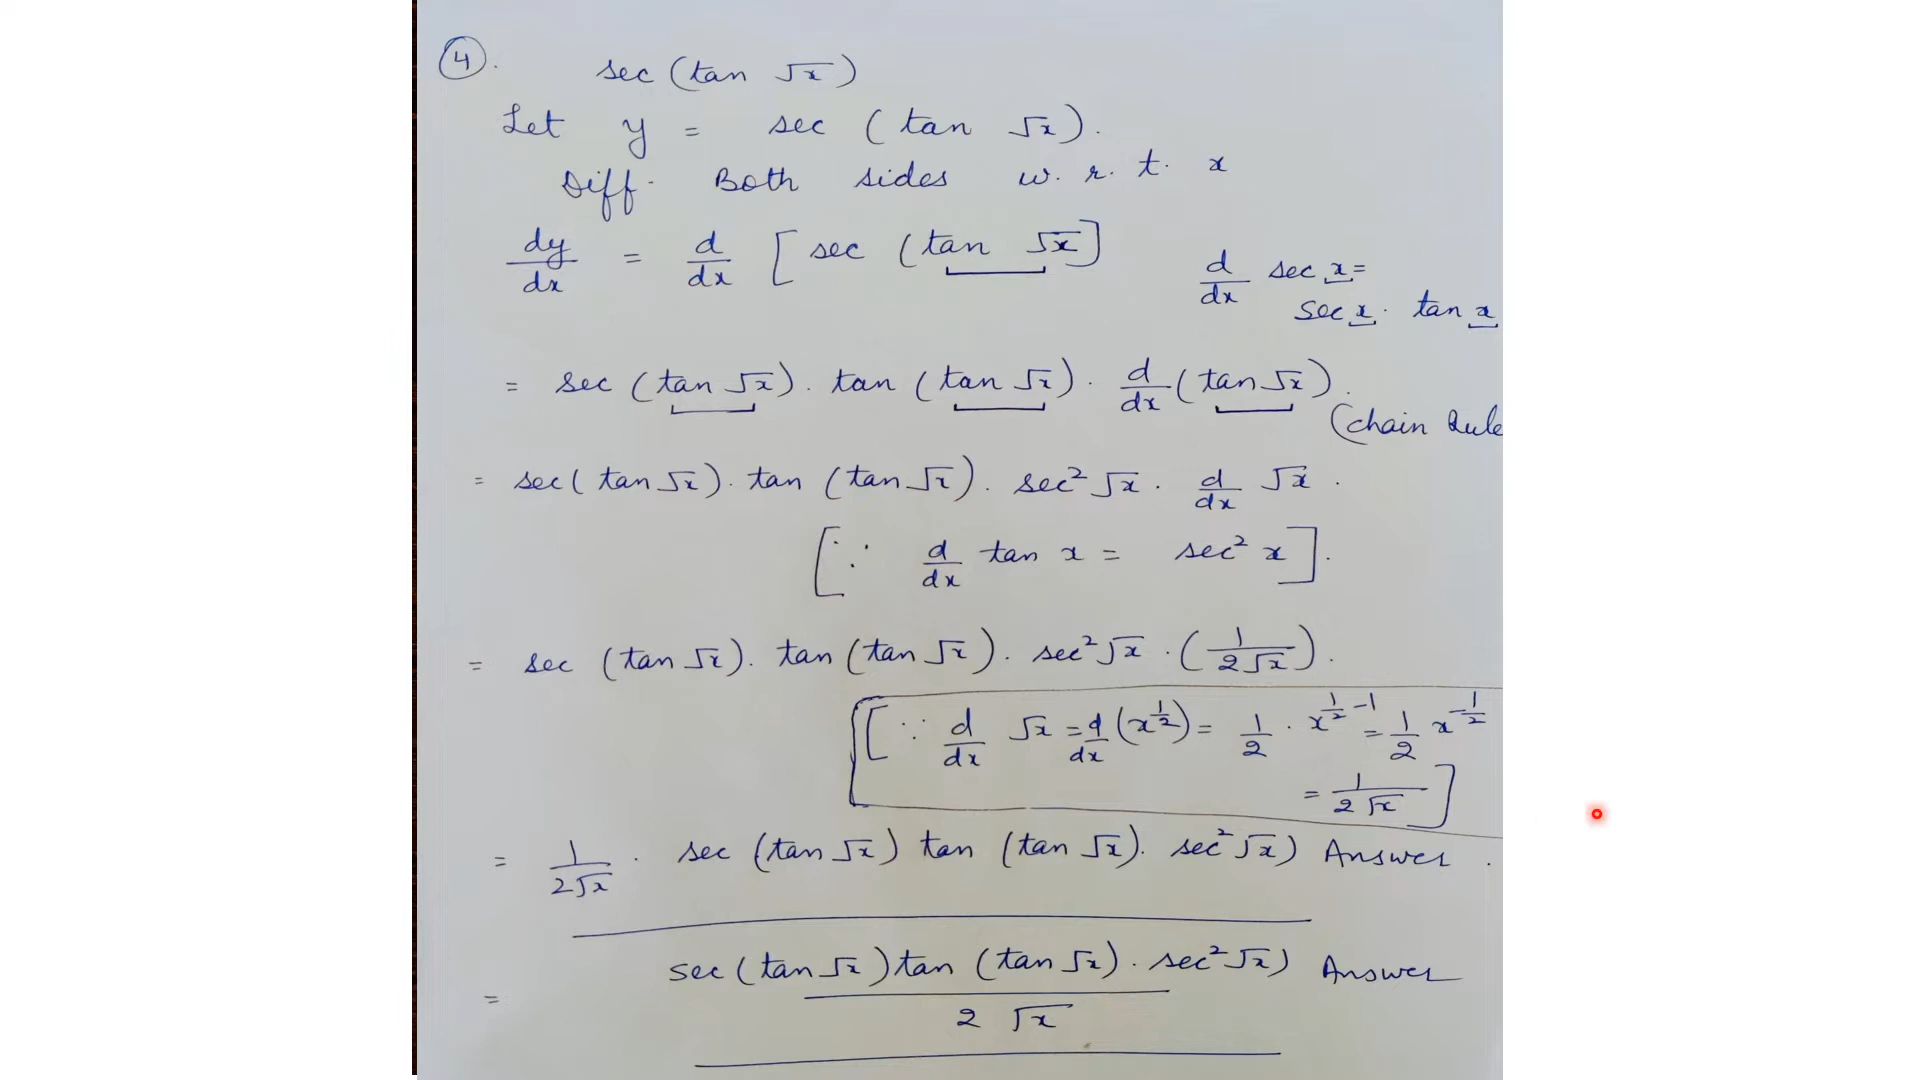 4.
sec (tan √x)
Let y = sec (tan √x).
Diff. Both sides w. r. t. x
dy/dx = d/dx [sec (tan √x]
d/dx sec x =
sec x . tan x
= sec (tan √x). tan (tan √x). d/dx (tan √x).
(chain Rule
= sec( tan √x). tan (tan √x). sec² √x . d/dx √x .
[∵ d/dx tan x = sec² x].
= sec (tan √x). tan (tan √x). sec² √x . (1/2√x).
[∵ d/dx √x = d/dx (x^1/2) = 1/2 . x^1/2 -1 = 1/2 x^-1/2
= 1/2√x]
= 1/2√x . sec (tan √x) tan (tan √x). sec² √x) Answer .
= sec (tan √x) tan (tan √x). sec² √x) / 2 √x Answer